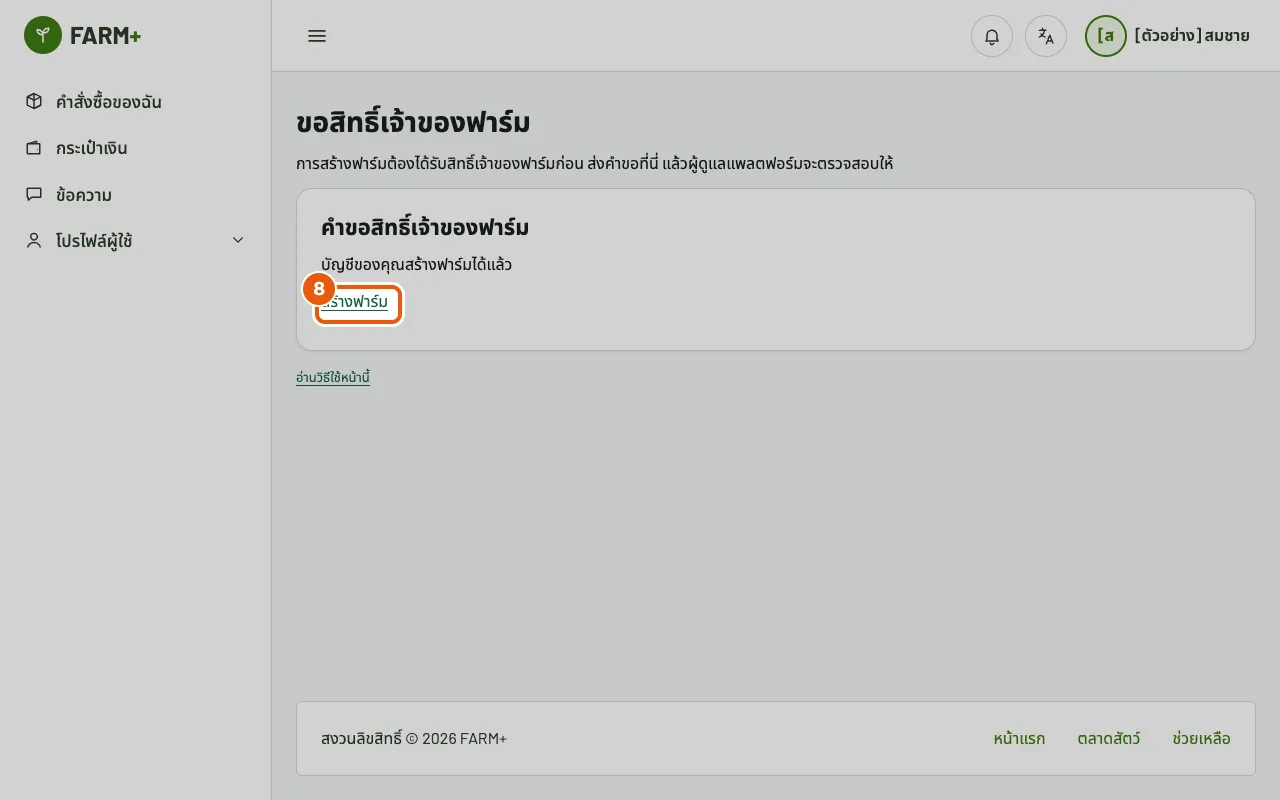 FARM+
[ส
[ตัวอย่าง] สมชาย
คำสั่งซื้อของฉัน
กระเป๋าเงิน
ข้อความ
โปรไฟล์ผู้ใช้
ขอสิทธิ์เจ้าของฟาร์ม
การสร้างฟาร์มต้องได้รับสิทธิ์เจ้าของฟาร์มก่อน ส่งคำขอที่นี่ แล้วผู้ดูแลแพลตฟอร์มจะตรวจสอบให้
คำขอสิทธิ์เจ้าของฟาร์ม
บัญชีของคุณสร้างฟาร์มได้แล้ว
8
สร้างฟาร์ม
อ่านวิธีใช้หน้านี้
สงวนลิขสิทธิ์ © 2026 FARM+
หน้าแรก
ตลาดสัตว์
ช่วยเหลือ